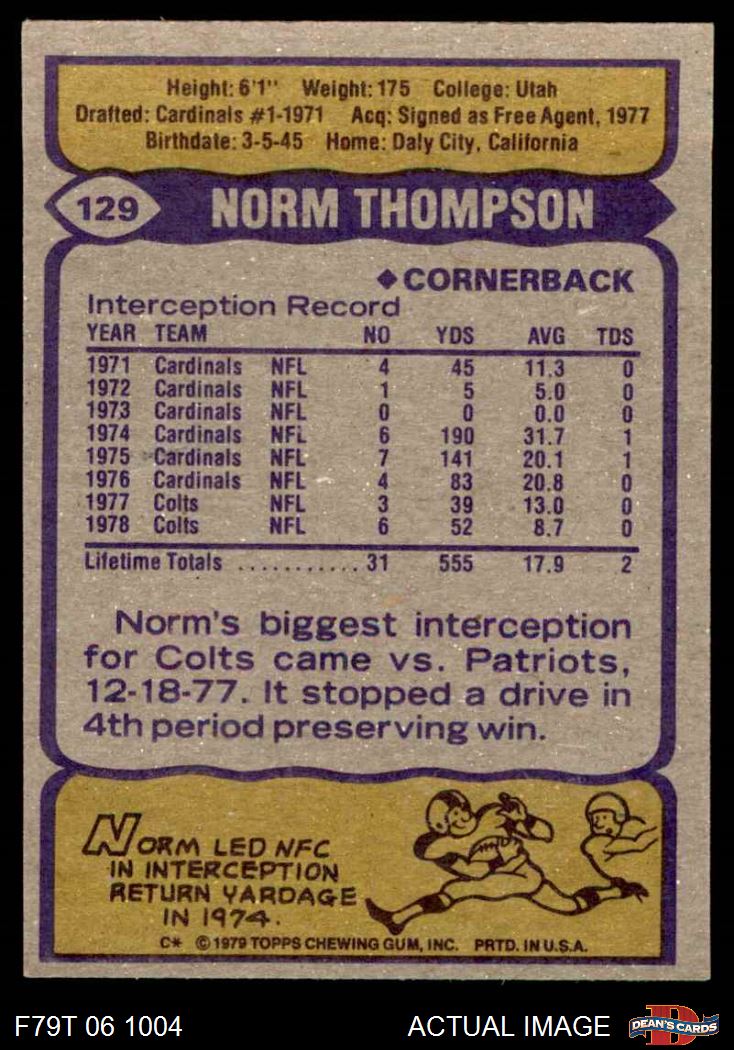 Height: 6'1" Weight: 175 College: Utah
Drafted: Cardinals #1-1971 Acq: Signed as Free Agent, 1977
Birthdate: 3-5-45 Home: Daly City, California
129 NORM THOMPSON
◆CORNERBACK
Interception Record
YEAR TEAM NO YDS AVG TDS
1971 Cardinals NFL 4 45 11.3 0
1972 Cardinals NFL 1 5 5.0 0
1973 Cardinals NFL 0 0 0.0 0
1974 Cardinals NFL 6 190 31.7 1
1975 Cardinals NFL 7 141 20.1 1
1976 Cardinals NFL 4 83 20.8 0
1977 Colts NFL 3 39 13.0 0
1978 Colts NFL 6 52 8.7 0
Lifetime Totals ........... 31 555 17.9 2
Norm's biggest interception
for Colts came vs. Patriots,
12-18-77. It stopped a drive in
4th period preserving win.
NORM LED NFC
IN INTERCEPTION
RETURN YARDAGE
IN 1974.
C* © 1979 TOPPS CHEWING GUM, INC. PRTD. IN U.S.A.
F79T 06 1004 ACTUAL IMAGE D DEAN'S CARDS